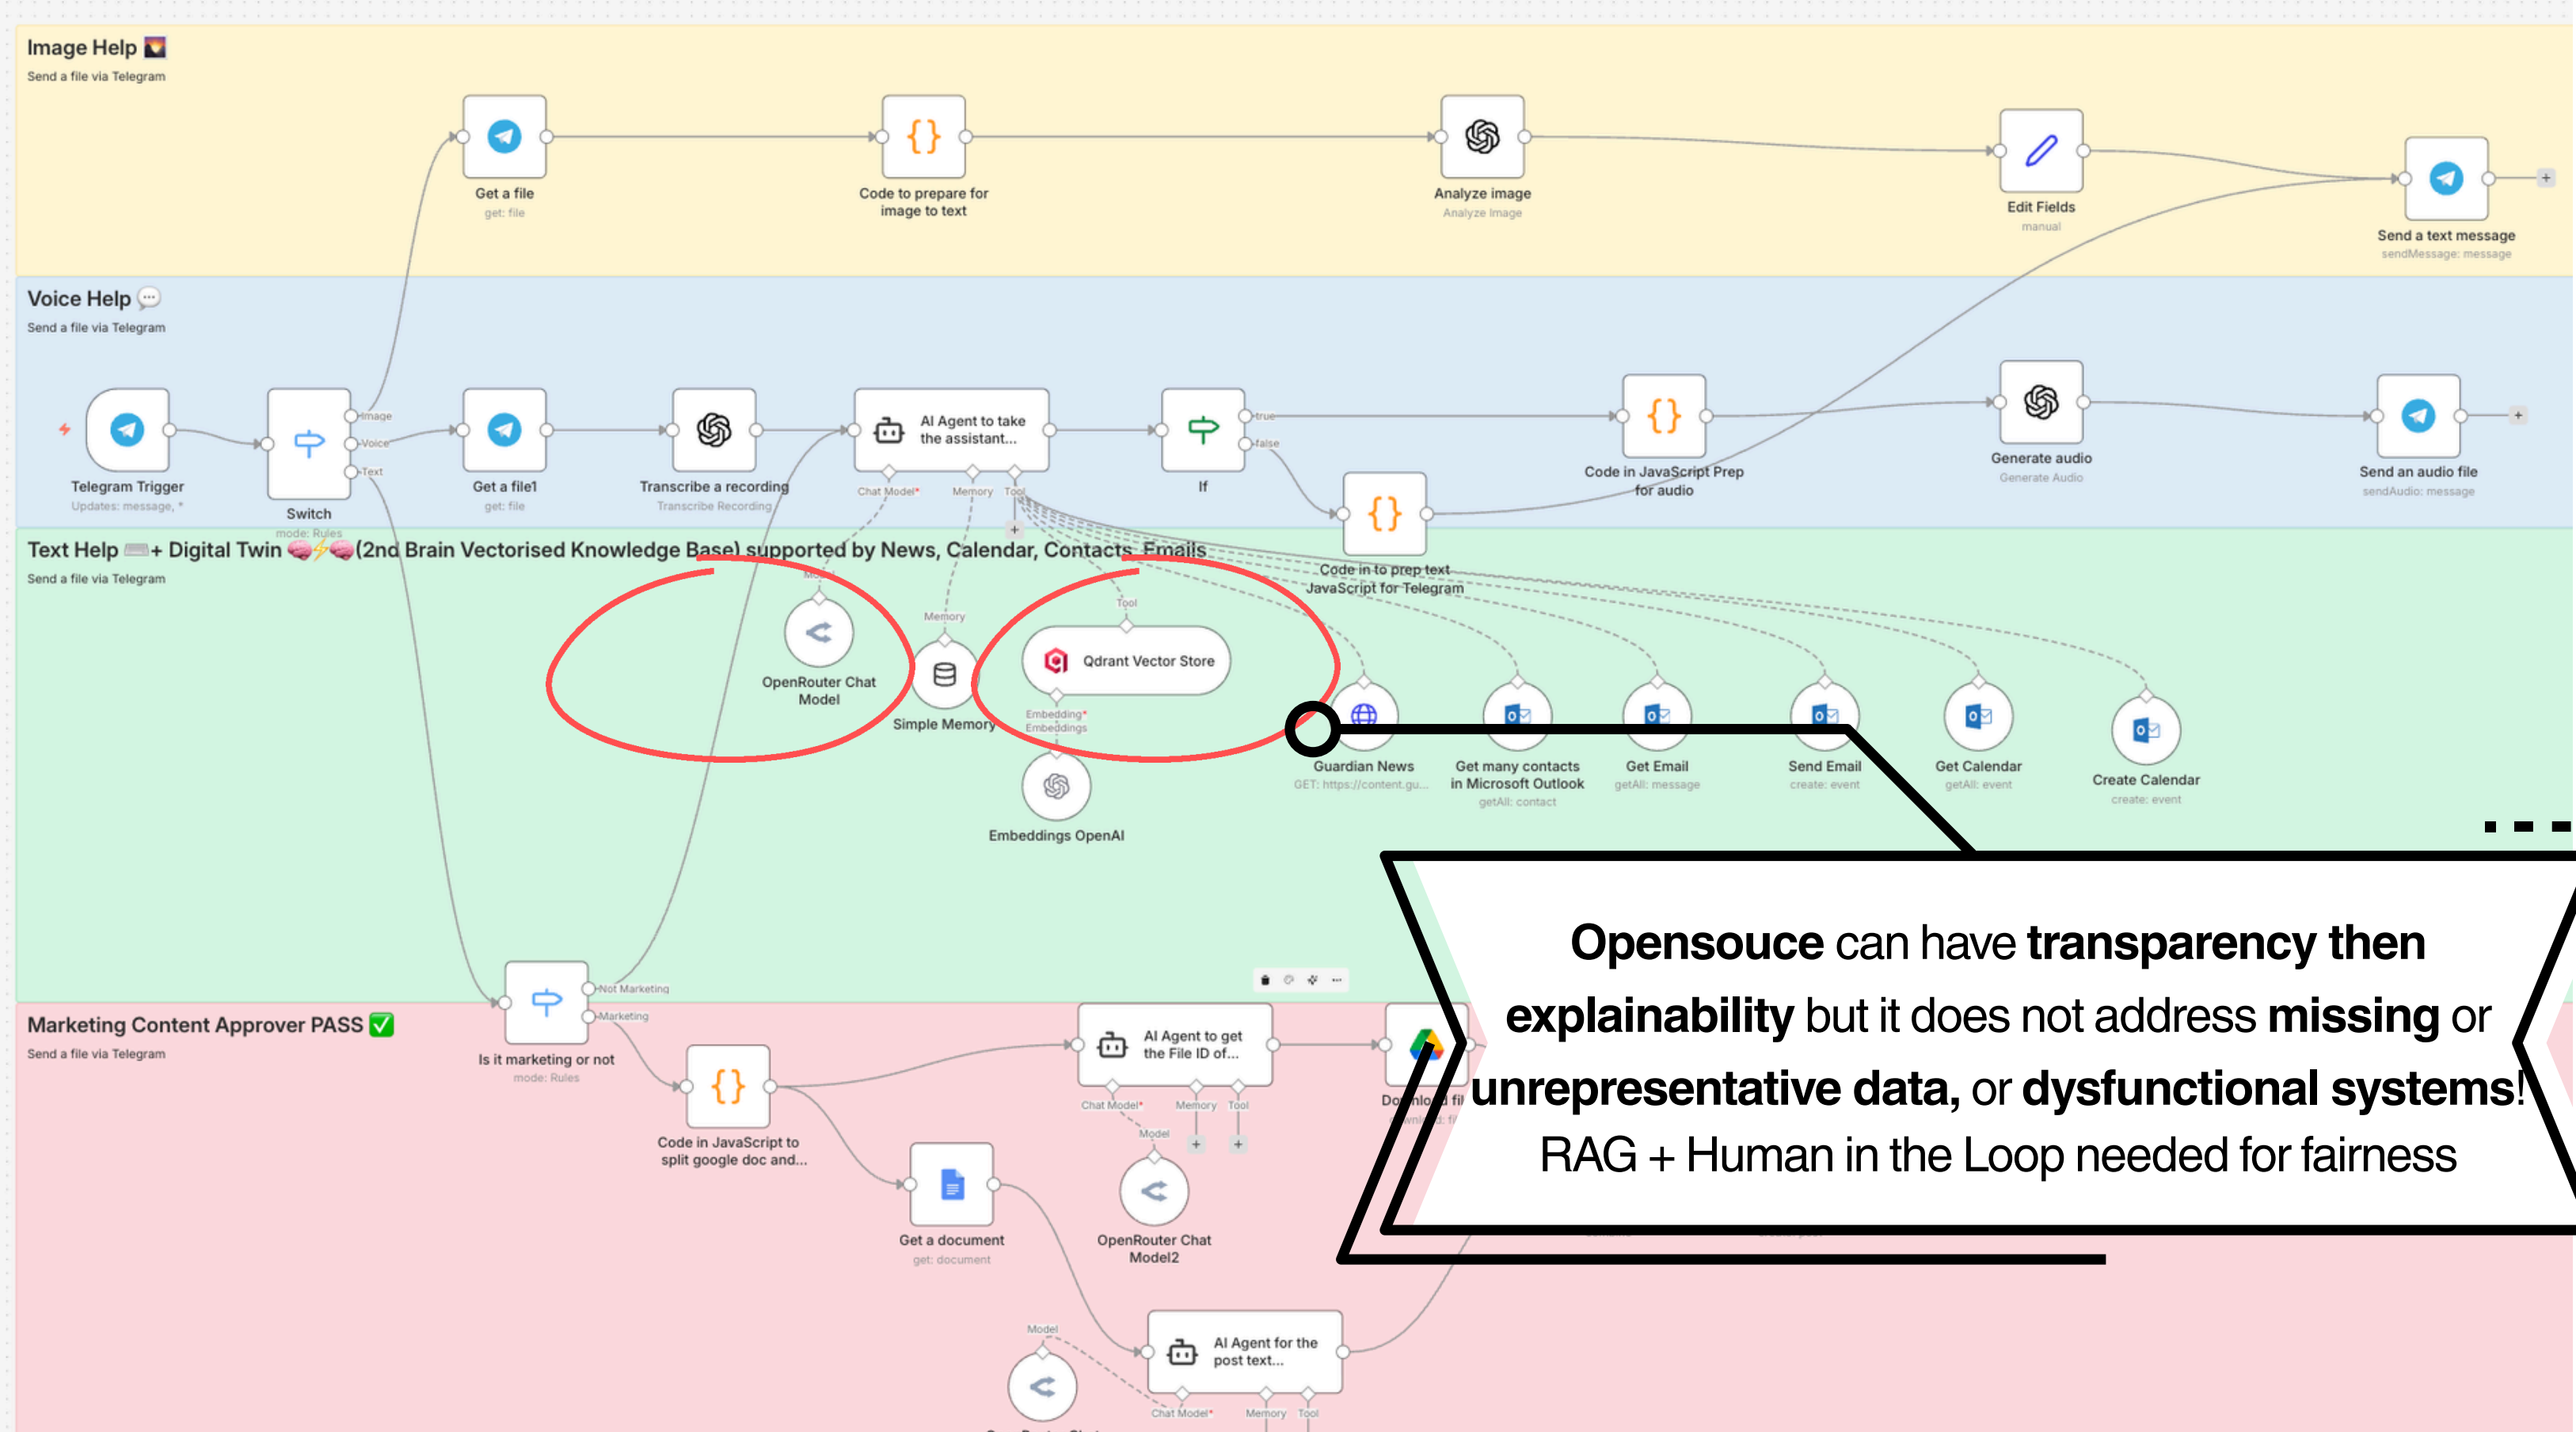 Image Help 🌄
Send a file via Telegram
Get a file
get: file
Code to prepare for
image to text
Analyze image
Analyze Image
Edit Fields
manual
Send a text message
sendMessage: message
Voice Help 💬
Send a file via Telegram
Telegram Trigger
Updates: message, *
Image
Voice
Text
Switch
mode: Rules
Get a file1
get: file
Transcribe a recording
Transcribe Recording
AI Agent to take
the assistant...
Chat Model*
Memory
Tool
true
false
If
Code in JavaScript Prep
for audio
Generate audio
Generate Audio
Send an audio file
sendAudio: message
Code in to prep text
JavaScript for Telegram
Text Help ⌨️+ Digital Twin 🧠⚡🧠(2nd Brain Vectorised Knowledge Base) supported by News, Calendar, Contacts, Emails
Send a file via Telegram
Model
OpenRouter Chat
Model
Memory
Simple Memory
Tool
Qdrant Vector Store
Embedding*
Embeddings
Embeddings OpenAI
Guardian News
GET: https://content.gu...
Get many contacts
in Microsoft Outlook
getAll: contact
Get Email
getAll: message
Send Email
create: event
Get Calendar
getAll: event
Create Calendar
create: event
Opensouce can have transparency then
explainability but it does not address missing or
unrepresentative data, or dysfunctional systems!
RAG + Human in the Loop needed for fairness
Not Marketing
Marketing
Is it marketing or not
mode: Rules
Marketing Content Approver PASS ✅
Send a file via Telegram
Code in JavaScript to
split google doc and...
AI Agent to get
the File ID of...
Chat Model*
Memory
Tool
Model
OpenRouter Chat
Model2
Get a document
get: document
AI Agent for the
post text...
Model
Chat Model*
Memory
Tool